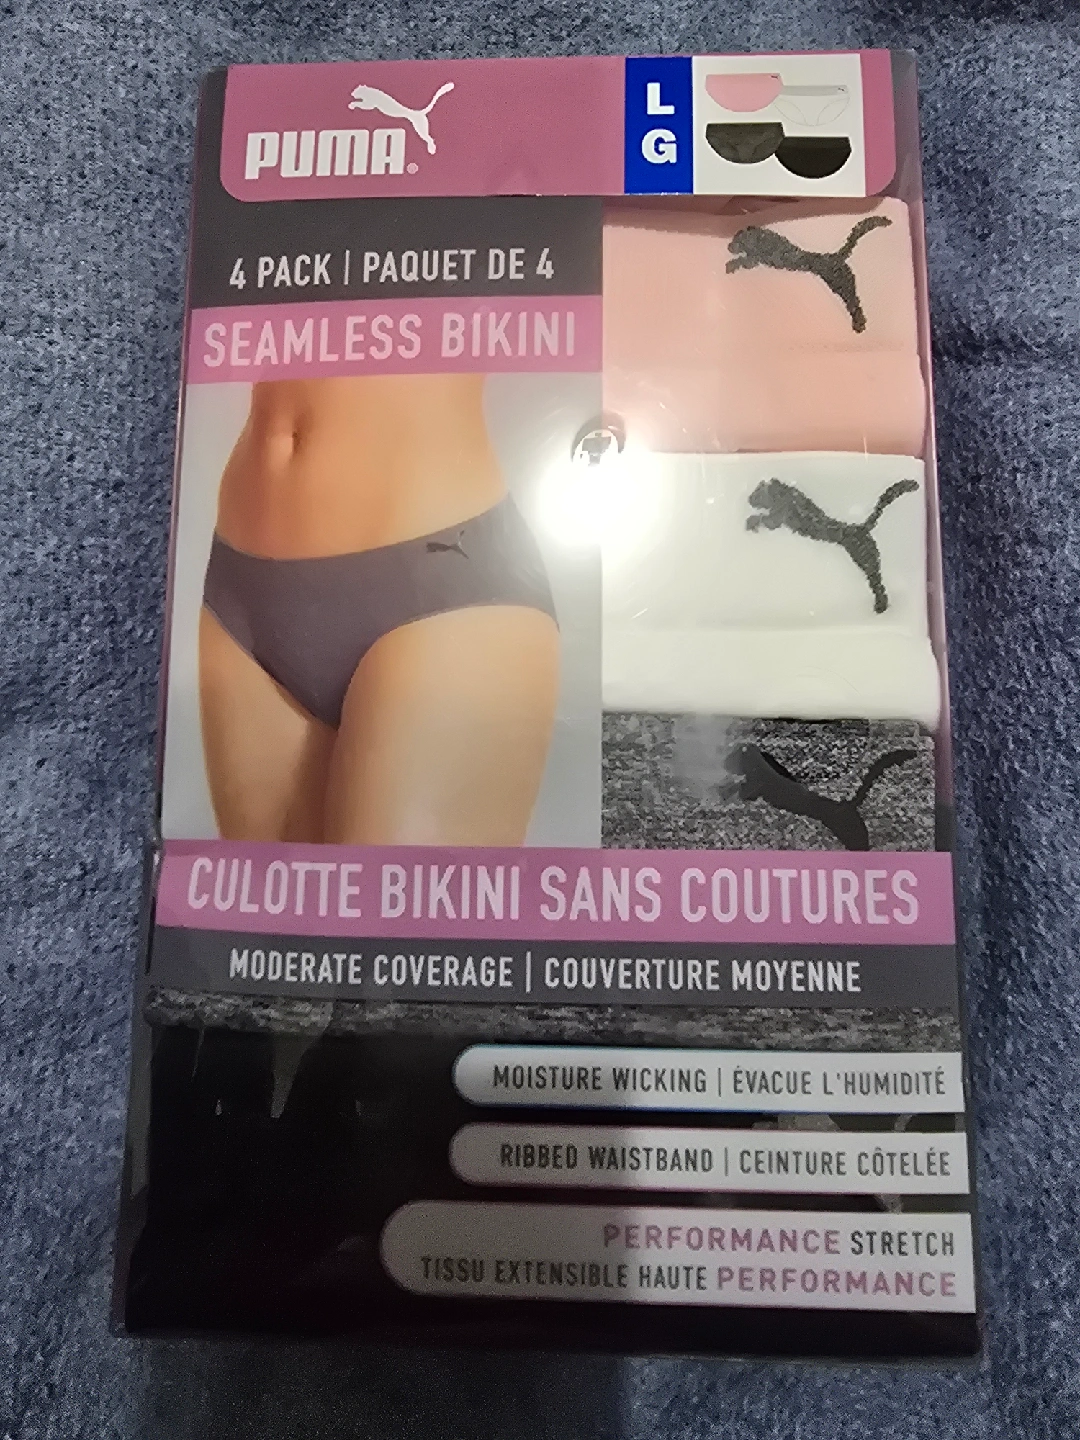 PUMA®
L
G
4 PACK | PAQUET DE 4
SEAMLESS BIKINI
CULOTTE BIKINI SANS COUTURES
MODERATE COVERAGE | COUVERTURE MOYENNE
MOISTURE WICKING | ÉVACUE L'HUMIDITÉ
RIBBED WAISTBAND | CEINTURE CÔTELÉE
PERFORMANCE STRETCH
TISSU EXTENSIBLE HAUTE PERFORMANCE